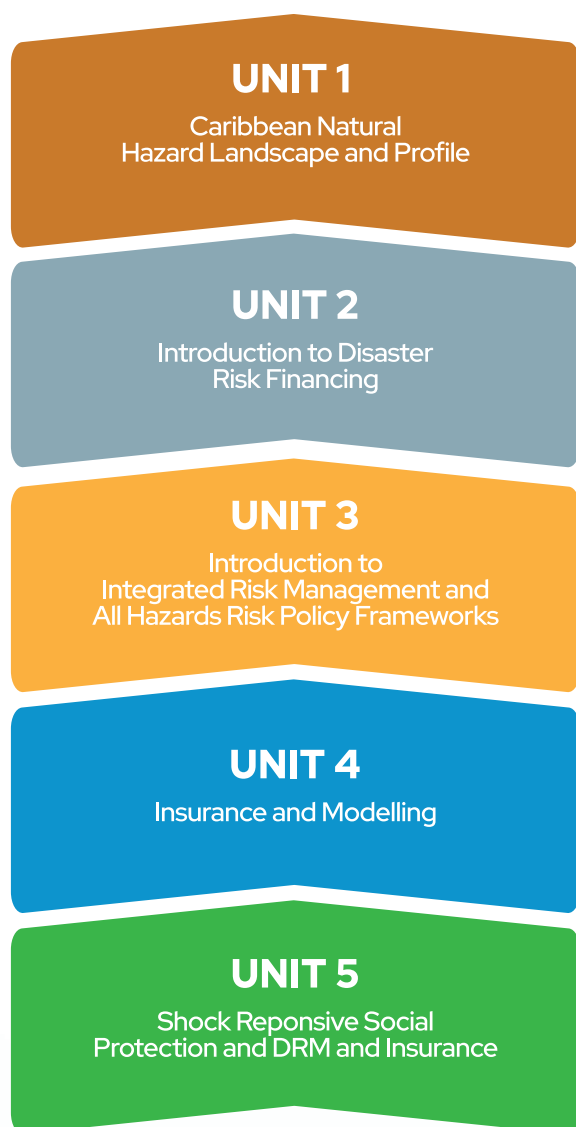 UNIT 1
Caribbean Natural
Hazard Landscape and Profile
UNIT 2
Introduction to Disaster
Risk Financing
UNIT 3
Introduction to
Integrated Risk Management and
All Hazards Risk Policy Frameworks
UNIT 4
Insurance and Modelling
UNIT 5
Shock Reponsive Social
Protection and DRM and Insurance